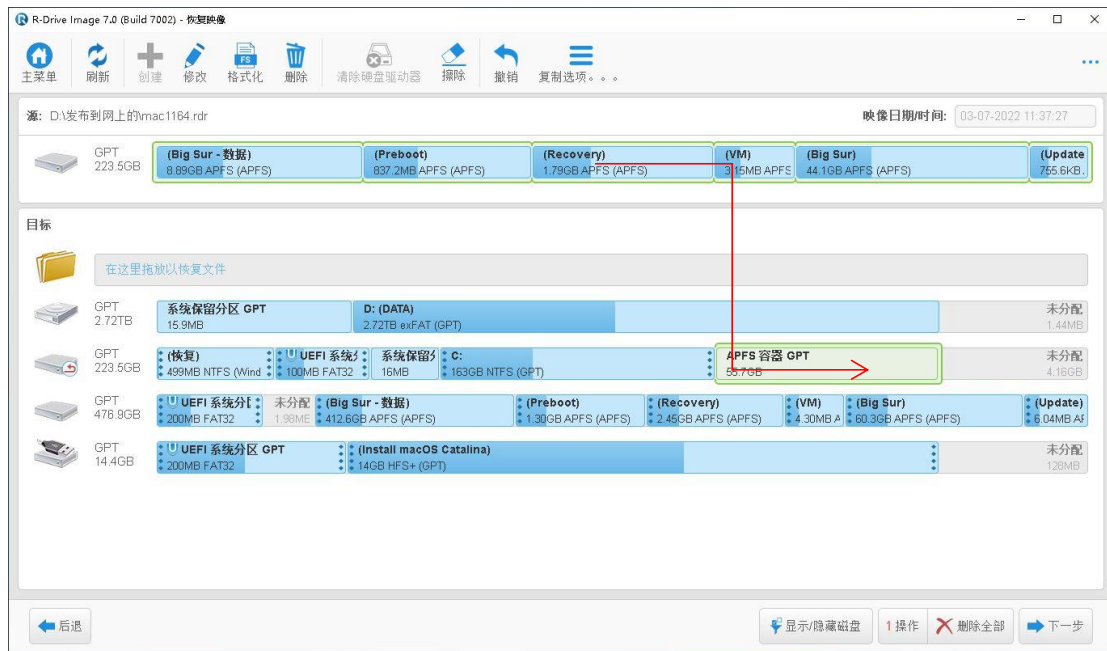 R-Drive Image 7.0 (Build 7002) - 恢复映像
主菜单 刷新 创建 修改 格式化 删除 清除硬盘驱动器 擦除 撤销 复制选项。。。
源: D:\发布到网上的\mac1164.rdr 映像日期/时间: 03-07-2022 11:37:27
GPT (Big Sur - 数据) (Preboot) (Recovery) (VM) (Big Sur) (Update
223.5GB 8.89GB APFS (APFS) 837.2MB APFS (APFS) 1.79GB APFS (APFS) 3.15MB APFS 44.1GB APFS (APFS) 755.6KB.
目标
在这里拖放以恢复文件
GPT 系统保留分区 GPT D: (DATA) 未分配
2.72TB 15.9MB 2.72TB exFAT (GPT) 1.44MB
GPT (恢复) UEFI 系统 系统保留 C: APFS 容器 GPT 未分配
223.5GB 499MB NTFS (Wind 100MB FAT32 16MB 163GB NTFS (GPT) 55.7GB 4.16GB
GPT UEFI 系统分 未分配 (Big Sur - 数据) (Preboot) (Recovery) (VM) (Big Sur) (Update)
476.9GB 200MB FAT32 1.98ME 412.6GB APFS (APFS) 1.30GB APFS (APFS) 2.45GB APFS (APFS) 4.30MB A 60.3GB APFS (APFS) 6.04MB AF
GPT UEFI 系统分区 GPT (Install macOS Catalina) 未分配
14.4GB 200MB FAT32 14GB HFS+ (GPT) 128MB
后退 显示/隐藏磁盘 1 操作 删除全部 下一步